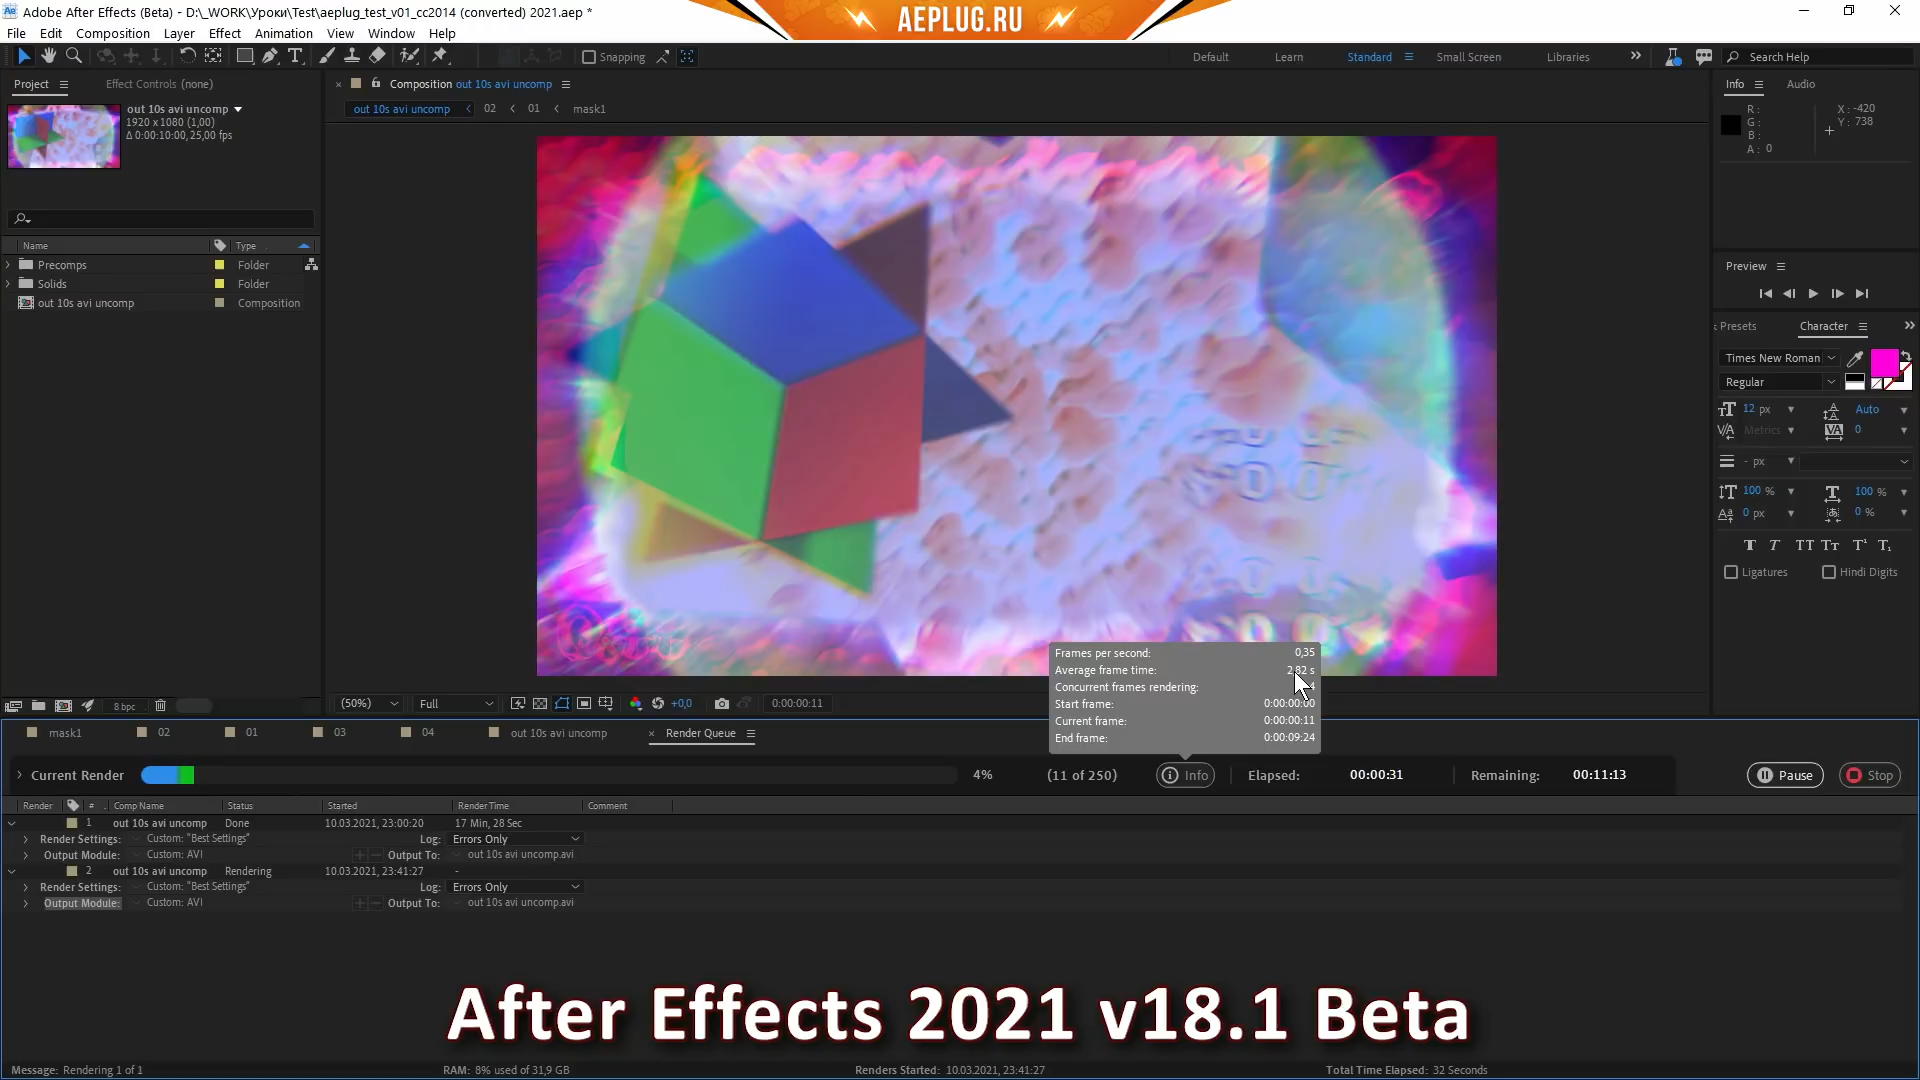 Adobe After Effects (Beta) - D:\_WORK\Уроки\Test\aeplug_test_v01_cc2014 (converted) 2021.aep *
AEPLUG.RU
File Edit Composition Layer Effect Animation View Window Help
Snapping
Default Learn Standard Small Screen Libraries
Search Help
Project
Effect Controls (none)
out 10s avi uncomp
1920 x 1080 (1,00)
Δ 0:00:10:00, 25,00 fps
Name Type
Precomps Folder
Solids Folder
out 10s avi uncomp Composition
8 bpc
Composition out 10s avi uncomp
out 10s avi uncomp 02 01 mask1
(50%) Full +0,0 0:00:00:11
Info Audio
R :
G :
B :
A : 0
X : -420
Y : 738
Preview
Presets Character
Times New Roman
Regular
12 px Auto
Metrics 0
- px
100 % 100 %
0 px 0 %
Ligatures Hindi Digits
Frames per second: 0,35
Average frame time: 2,82 s
Concurrent frames rendering: 4
Start frame: 0:00:00:00
Current frame: 0:00:00:11
End frame: 0:00:09:24
mask1 02 01 03 04 out 10s avi uncomp Render Queue
Current Render 4% (11 of 250) Info Elapsed: 00:00:31 Remaining: 00:11:13 Pause Stop
Render # Comp Name Status Started Render Time Comment
1 out 10s avi uncomp Done 10.03.2021, 23:00:20 17 Min, 28 Sec
Render Settings: Custom: "Best Settings" Log: Errors Only
Output Module: Custom: AVI Output To: out 10s avi uncomp.avi
2 out 10s avi uncomp Rendering 10.03.2021, 23:41:27 -
Render Settings: Custom: "Best Settings" Log: Errors Only
Output Module: Custom: AVI Output To: out 10s avi uncomp.avi
After Effects 2021 v18.1 Beta
Message: Rendering 1 of 1 RAM: 8% used of 31,9 GB Renders Started: 10.03.2021, 23:41:27 Total Time Elapsed: 32 Seconds